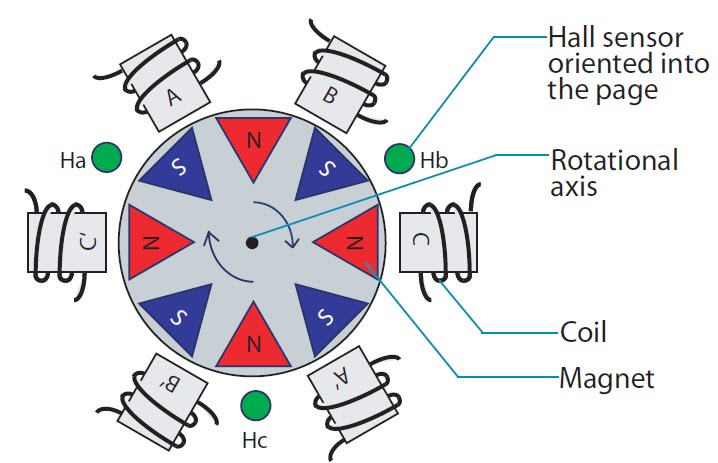 Hall sensor
oriented into
the page
A
B
Ha
N
S
S
Hb
Rotational
axis
C'
N
N
C
S
S
N
Coil
B'
A'
Magnet
Hc